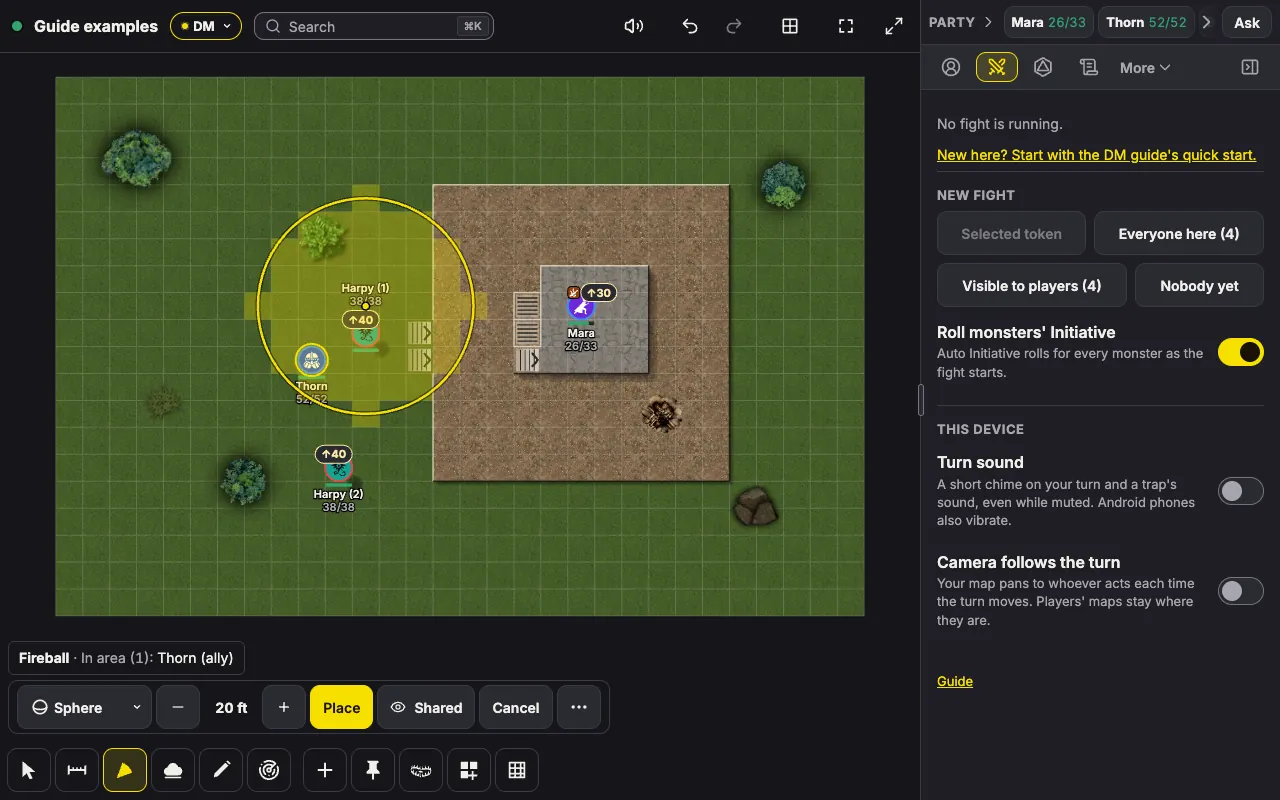 Guide examples
DM
Search
⌘K
PARTY
Mara 26/33
Thorn 52/52
Ask
More
No fight is running.
New here? Start with the DM guide's quick start.
NEW FIGHT
Selected token
Everyone here (4)
Visible to players (4)
Nobody yet
Roll monsters' Initiative
Auto Initiative rolls for every monster as the
fight starts.
THIS DEVICE
Turn sound
A short chime on your turn and a trap's
sound, even while muted. Android phones
also vibrate.
Camera follows the turn
Your map pans to whoever acts each time
the turn moves. Players' maps stay where
they are.
Guide
Harpy (1)
38/38
↑40
↑30
Mara
26/33
Thorn
52/52
↑40
Harpy (2)
38/38
Fireball · In area (1): Thorn (ally)
Sphere
− 20 ft +
Place
Shared
Cancel